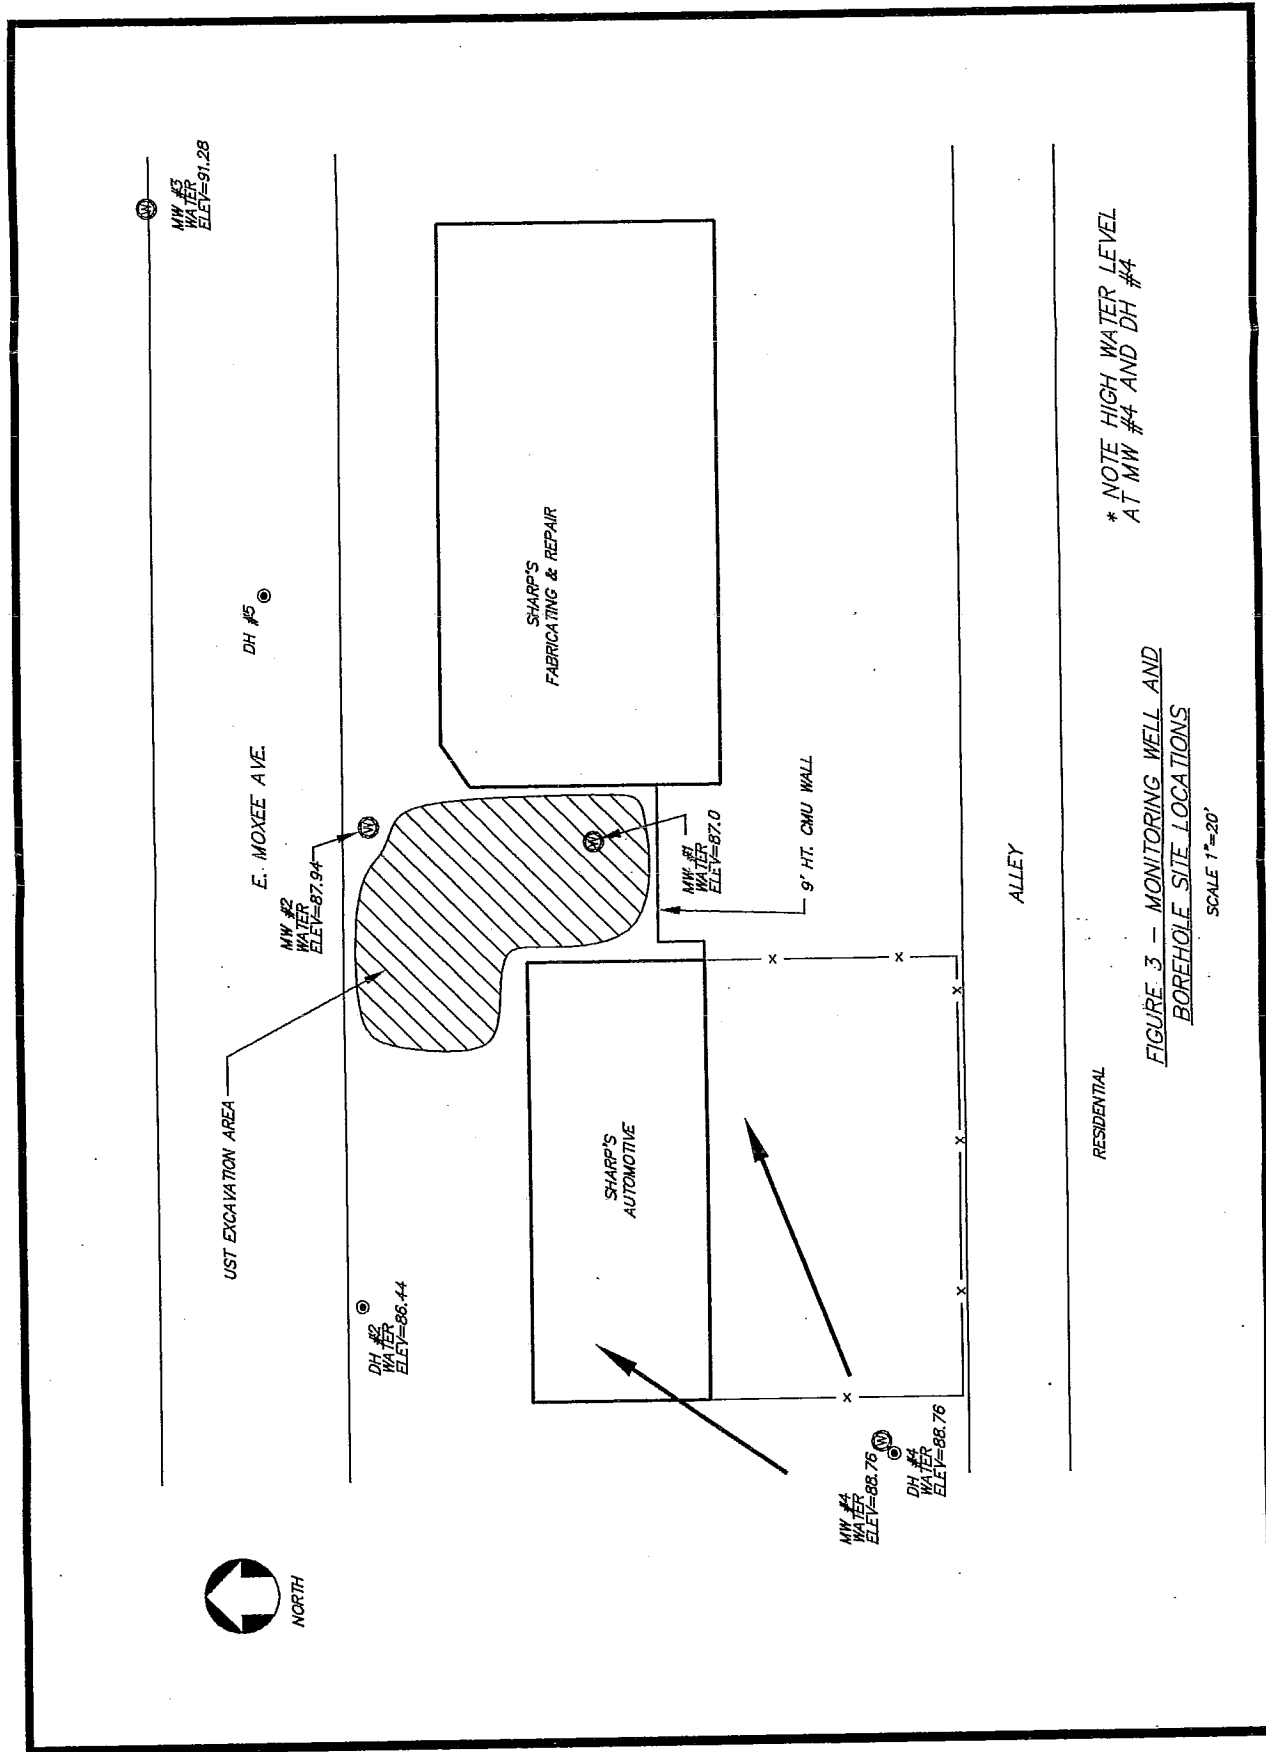 MW #3
WATER
ELEV=91.28
UST EXCAVATION AREA
E. MOXEE AVE.
DH #5
NORTH
MW #2
WATER
ELEV=87.94
DH #2
WATER
ELEV=86.44
SHARP'S
FABRICATING & REPAIR
SHARP'S
AUTOMOTIVE
MW #1
WATER
ELEV=87.0
9' HT. CMU WALL
MW #4
WATER
ELEV=88.76
DH #4
WATER
ELEV=88.76
ALLEY
RESIDENTIAL
* NOTE HIGH WATER LEVEL
AT MW #4 AND DH #4
FIGURE 3 - MONITORING WELL AND
BOREHOLE SITE LOCATIONS
SCALE 1"=20'